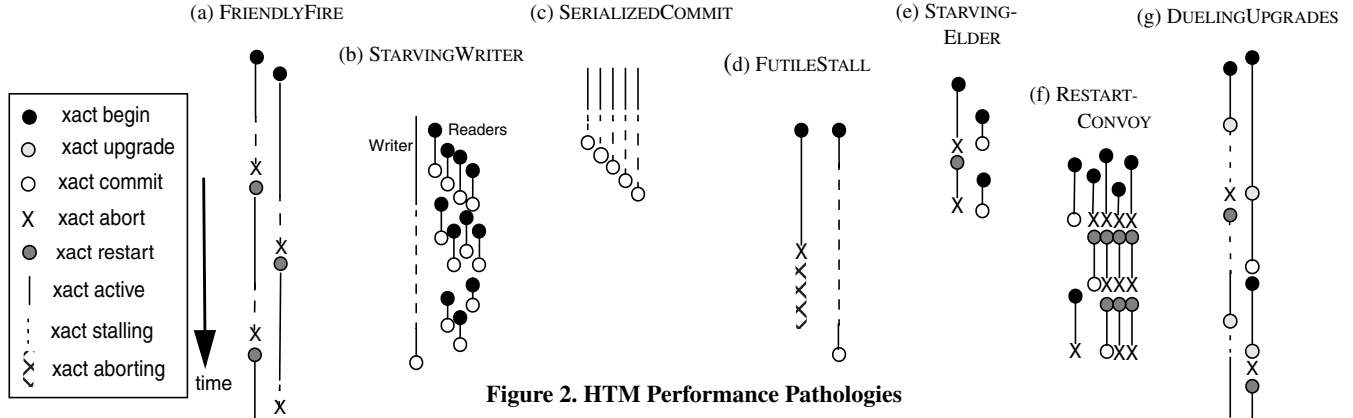 (a) FRIENDLYFIRE
(b) STARVINGWRITER
(c) SERIALIZEDCOMMIT
(d) FUTILESTALL
(e) STARVING-
ELDER
(f) RESTART-
CONVOY
(g) DUELINGUPGRADES
xact begin
xact upgrade
xact commit
X xact abort
xact restart
xact active
xact stalling
xact aborting
time
Writer
Readers
X
X
X
X
X
X
X
X
X
X
X
X
X X X X
X X X
X X X
X
X
Figure 2. HTM Performance Pathologies